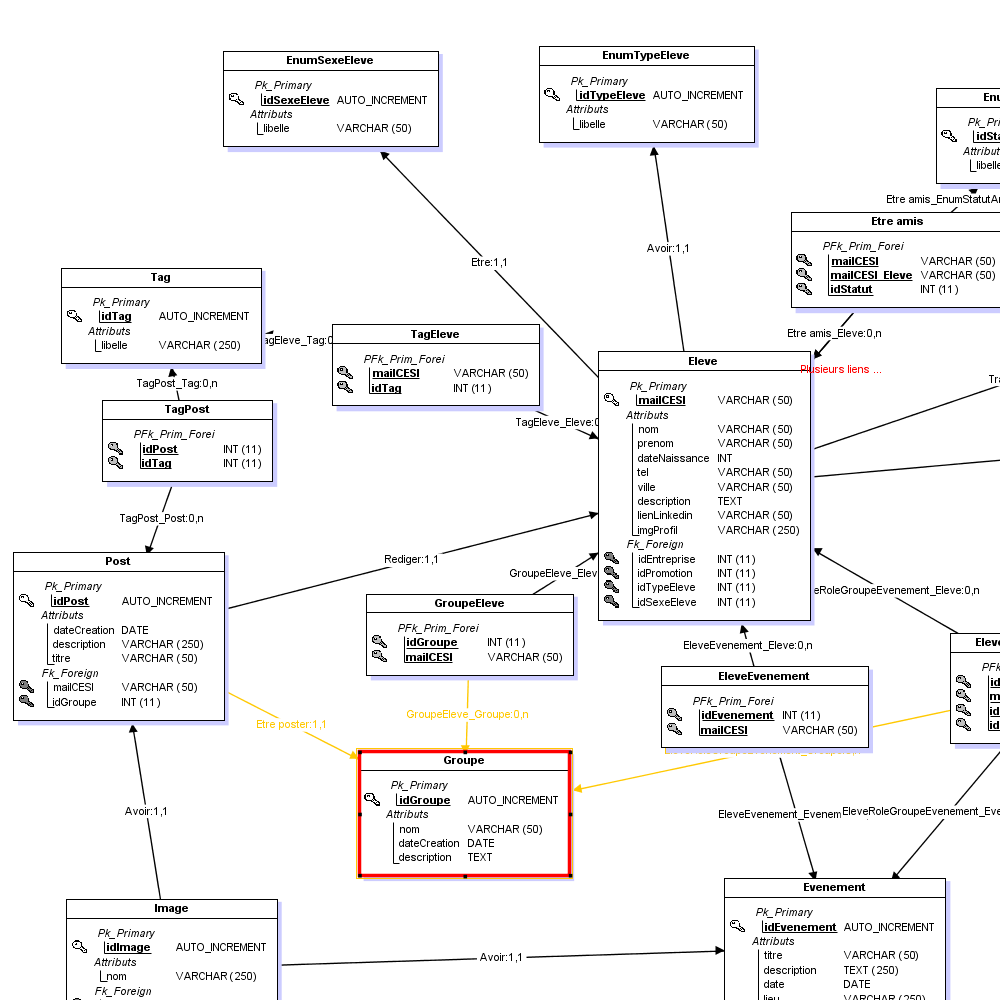 EnumSexeEleve
Pk_Primary
idSexeEleve AUTO_INCREMENT
Attributs
libelle VARCHAR (50)
EnumTypeEleve
Pk_Primary
idTypeEleve AUTO_INCREMENT
Attributs
libelle VARCHAR (50)
Enu
Pk_Pri
idSta
Attribut
libelle
Etre amis_EnumStatutAr
Etre amis
PFk_Prim_Forei
mailCESI VARCHAR (50)
mailCESI_Eleve VARCHAR (50)
idStatut INT (11)
Avoir:1,1
Etre:1,1
Tag
Pk_Primary
idTag AUTO_INCREMENT
Attributs
libelle VARCHAR (250)
agEleve_Tag:0
TagEleve
PFk_Prim_Forei
mailCESI VARCHAR (50)
idTag INT (11)
Etre amis_Eleve:0,n
Plusieurs liens ...
Tra
TagPost_Tag:0,n
TagPost
PFk_Prim_Forei
idPost INT (11)
idTag INT (11)
TagEleve_Eleve:0
Eleve
Pk_Primary
mailCESI VARCHAR (50)
Attributs
nom VARCHAR (50)
prenom VARCHAR (50)
dateNaissance INT
tel VARCHAR (50)
ville VARCHAR (50)
description TEXT
lienLinkedin VARCHAR (50)
imgProfil VARCHAR (250)
Fk_Foreign
idEntreprise INT (11)
idPromotion INT (11)
idTypeEleve INT (11)
idSexeEleve INT (11)
TagPost_Post:0,n
Rediger:1,1
GroupeEleve_Elev
eRoleGroupeEvenement_Eleve:0,n
Post
Pk_Primary
idPost AUTO_INCREMENT
Attributs
dateCreation DATE
description VARCHAR (250)
titre VARCHAR (50)
Fk_Foreign
mailCESI VARCHAR (50)
idGroupe INT (11)
GroupeEleve
PFk_Prim_Forei
idGroupe INT (11)
mailCESI VARCHAR (50)
EleveEvenement_Eleve:0,n
EleveEvenement
PFk_Prim_Forei
idEvenement INT (11)
mailCESI VARCHAR (50)
Eleve
PFk_
id
m
id
id
Etre poster:1,1
GroupeEleve_Groupe:0,n
Groupe
Pk_Primary
idGroupe AUTO_INCREMENT
Attributs
nom VARCHAR (50)
dateCreation DATE
description TEXT
Avoir:1,1
EleveEvenement_Evenem
EleveRoleGroupeEvenement_Eve
Image
Pk_Primary
idImage AUTO_INCREMENT
Attributs
nom VARCHAR (250)
Fk_Foreign
Avoir:1,1
Evenement
Pk_Primary
idEvenement AUTO_INCREMENT
Attributs
titre VARCHAR (50)
description TEXT (250)
date DATE
lieu VARCHAR (250)